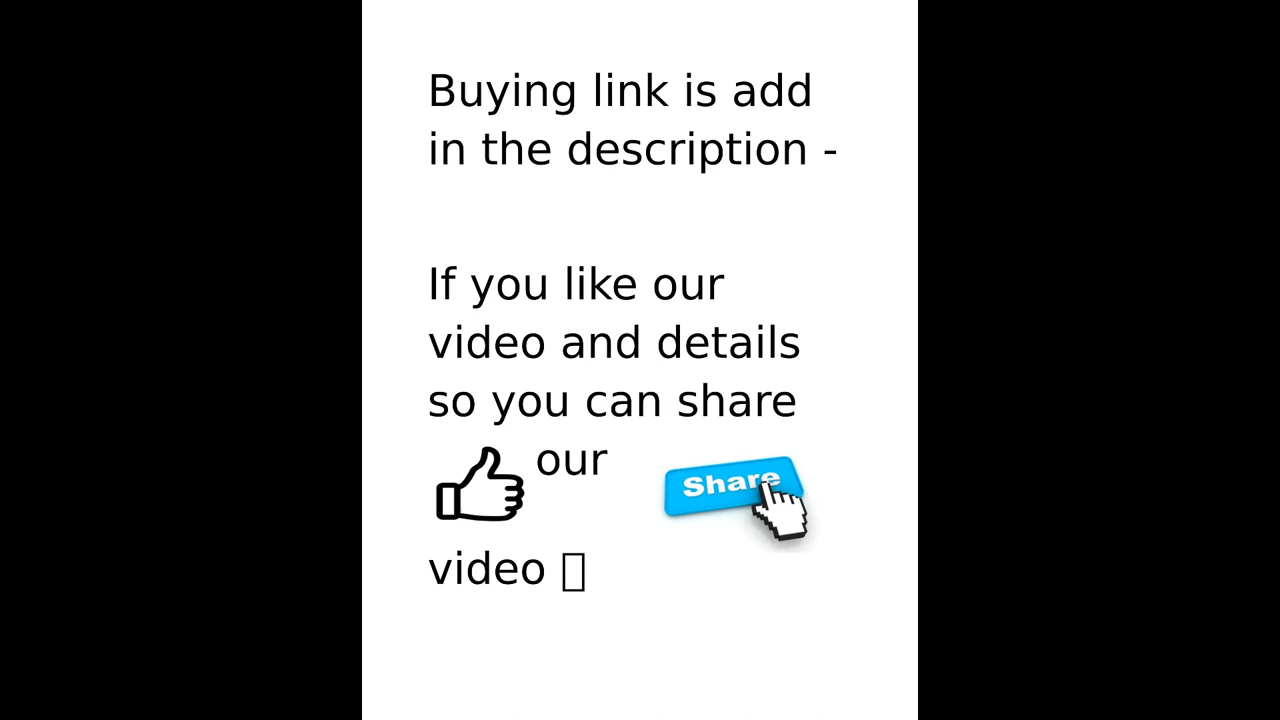 Buying link is add
in the description -
If you like our
video and details
so you can share
our
Share
video